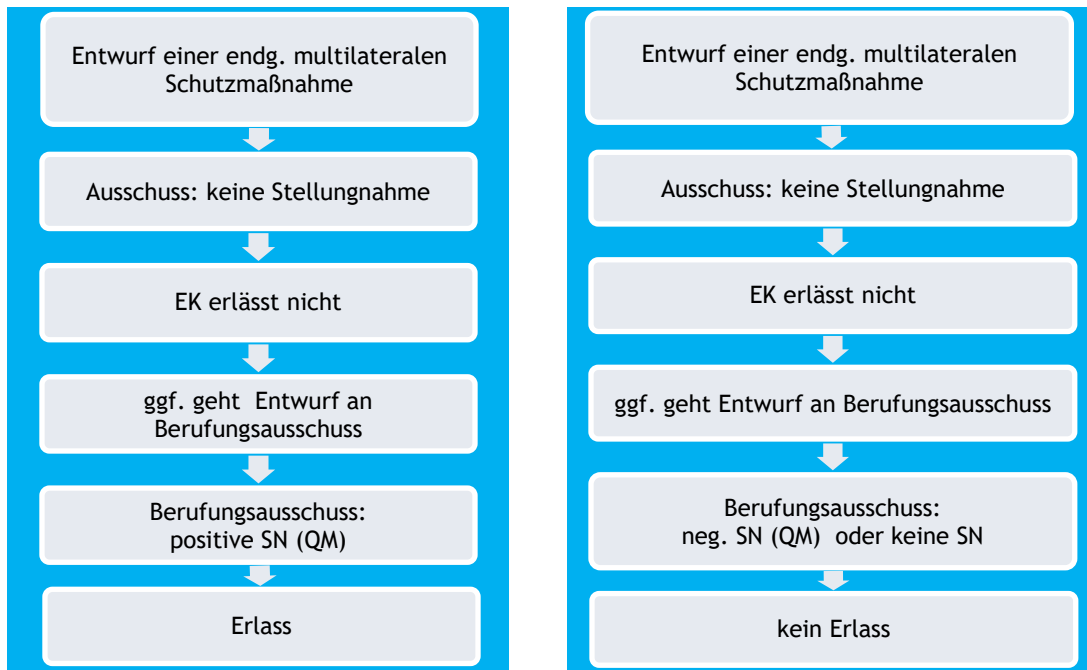 Entwurf einer endg. multilateralen
Schutzmaßnahme
Ausschuss: keine Stellungnahme
EK erlässt nicht
ggf. geht Entwurf an
Berufungsausschuss
Berufungsausschuss:
positive SN (QM)
Erlass
Entwurf einer endg. multilateralen
Schutzmaßnahme
Ausschuss: keine Stellungnahme
EK erlässt nicht
ggf. geht Entwurf an Berufungsausschuss
Berufungsausschuss:
neg. SN (QM) oder keine SN
kein Erlass